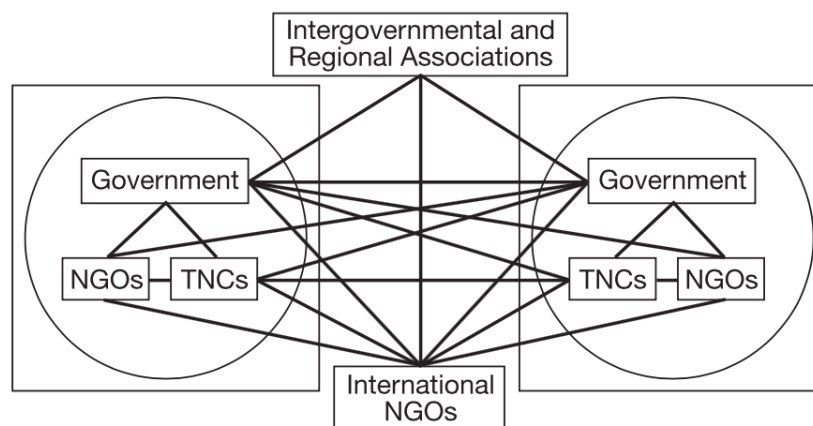 Intergovernmental and
Regional Associations
Government
Government
NGOs
TNCs
TNCs
NGOs
International
NGOs